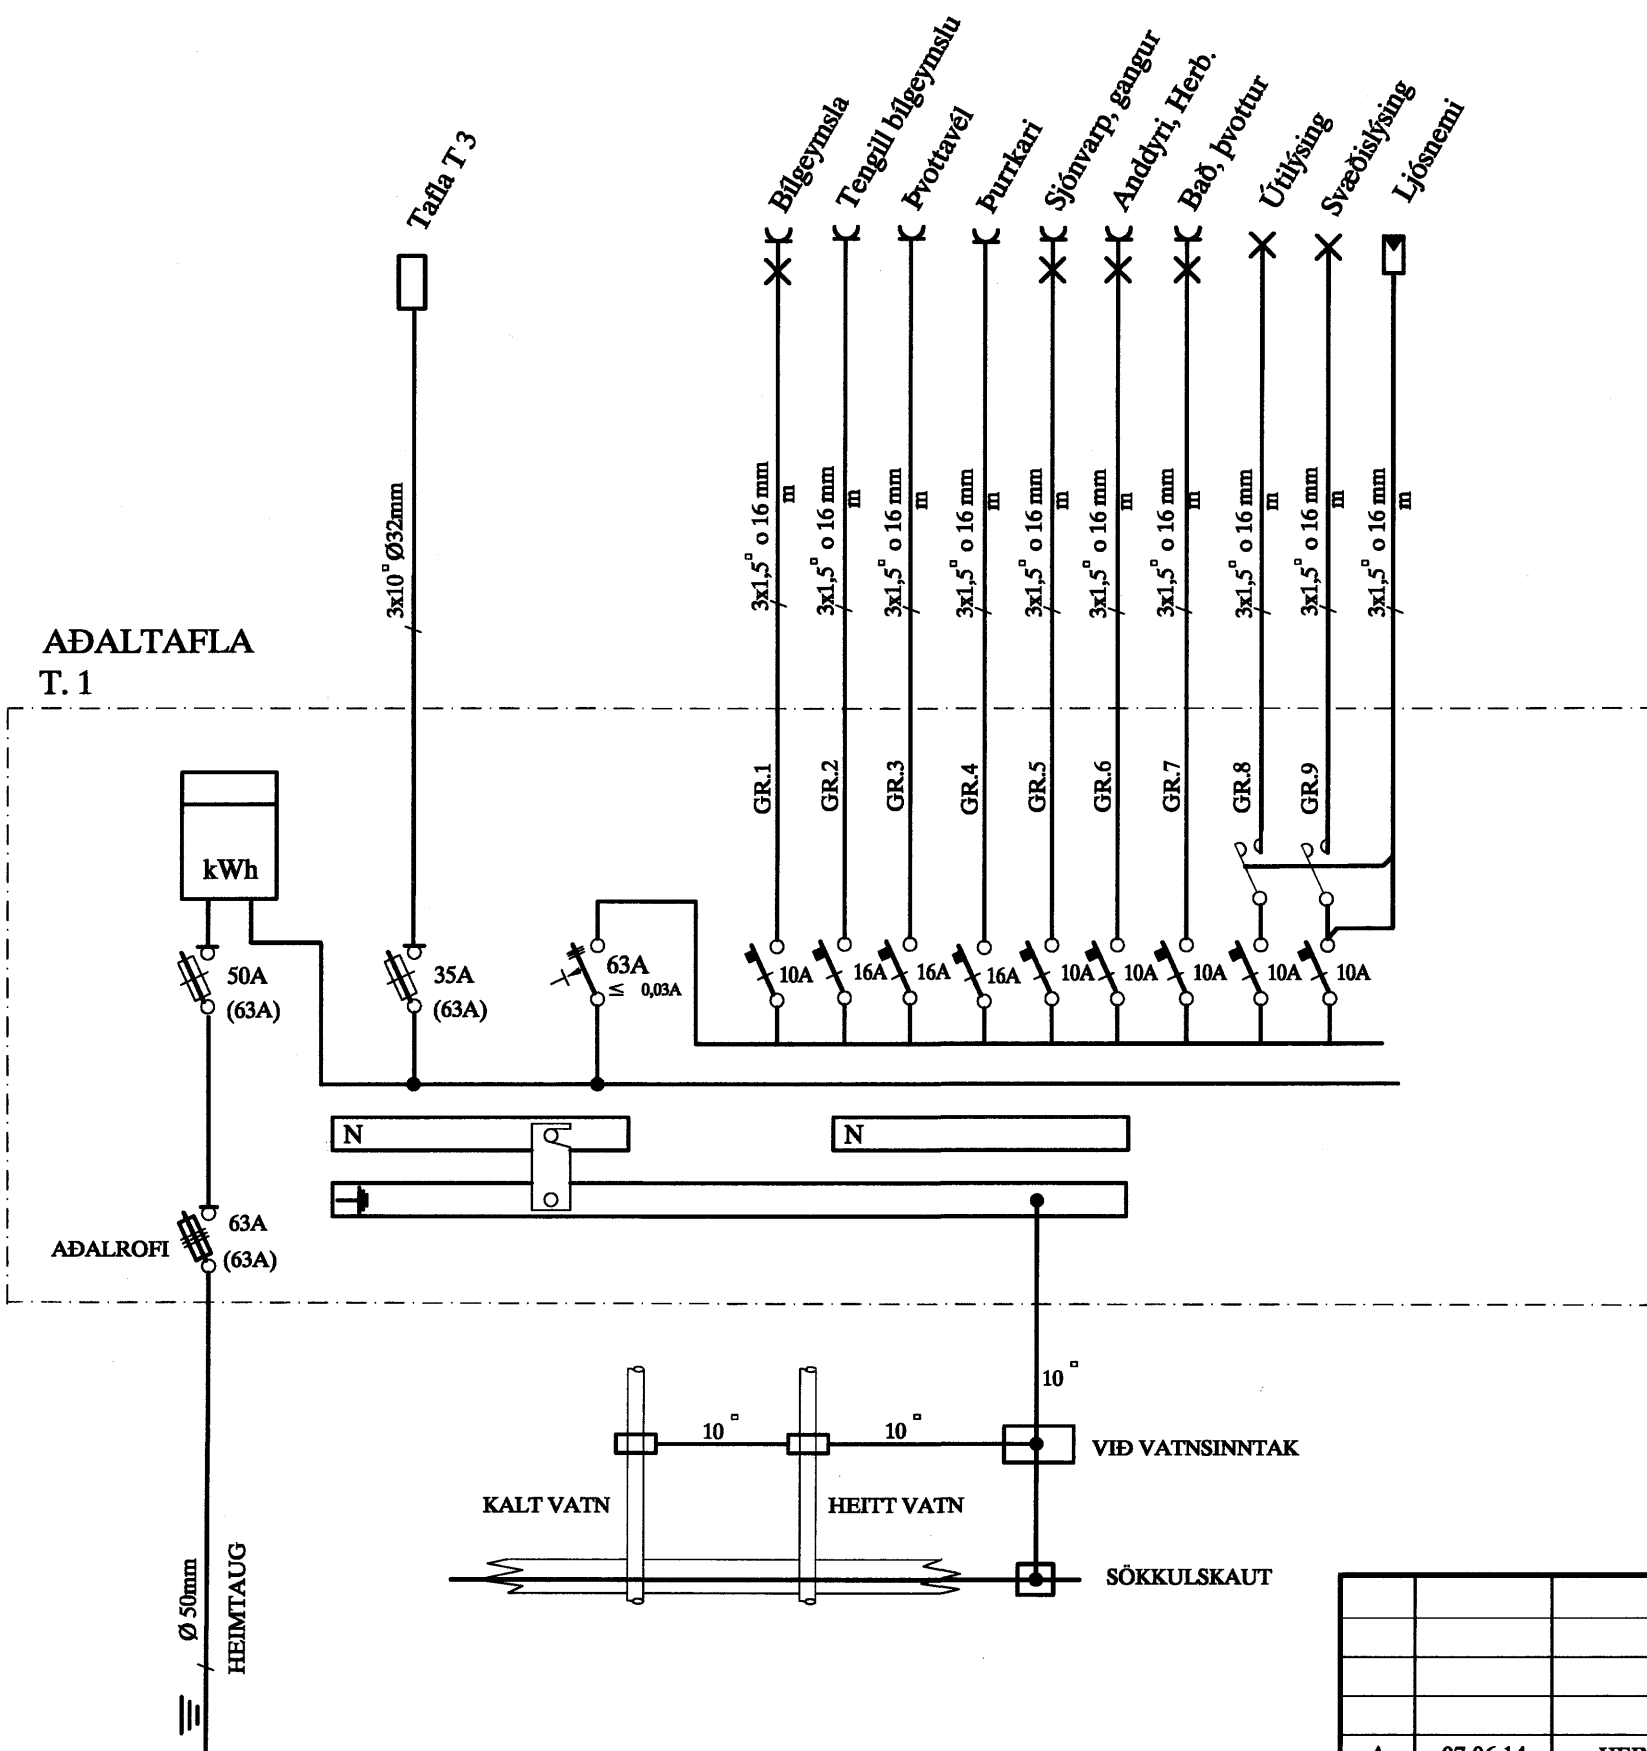 Tafla T 3
Bílgeymsla
Tengill bílgeymslu
Þvottavél
Þurrkari
Sjónvarp, gangur
Anddyri, Herb.
Bað, þvottur
Útilýsing
Svæðislýsing
Ljósnemi
3x10□ Ø32mm
3x1,5□ o 16 mm
m
3x1,5□ o 16 mm
m
3x1,5□ o 16 mm
m
3x1,5□ o 16 mm
m
3x1,5□ o 16 mm
m
3x1,5□ o 16 mm
m
3x1,5□ o 16 mm
m
3x1,5□ o 16 mm
m
3x1,5□ o 16 mm
m
3x1,5□ o 16 mm
m
AÐALTAFLA
T. 1
GR.1
GR.2
GR.3
GR.4
GR.5
GR.6
GR.7
GR.8
GR.9
kWh
50A
(63A)
35A
(63A)
63A
≤ 0,03A
10A
16A
16A
16A
10A
10A
10A
10A
10A
N
N
AÐALROFI
63A
(63A)
10□
10□
10□
VIÐ VATNSINNTAK
KALT VATN
HEITT VATN
SÖKKULSKAUT
Ø 50mm
HEIMTAUG